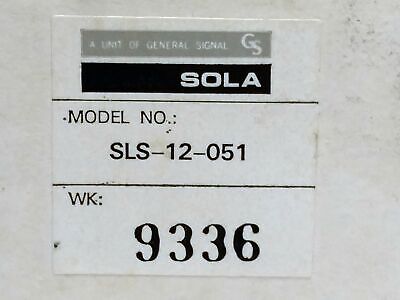 A UNIT OF GENERAL SIGNAL GS
SOLA
MODEL NO.:
SLS-12-051
WK:
9336